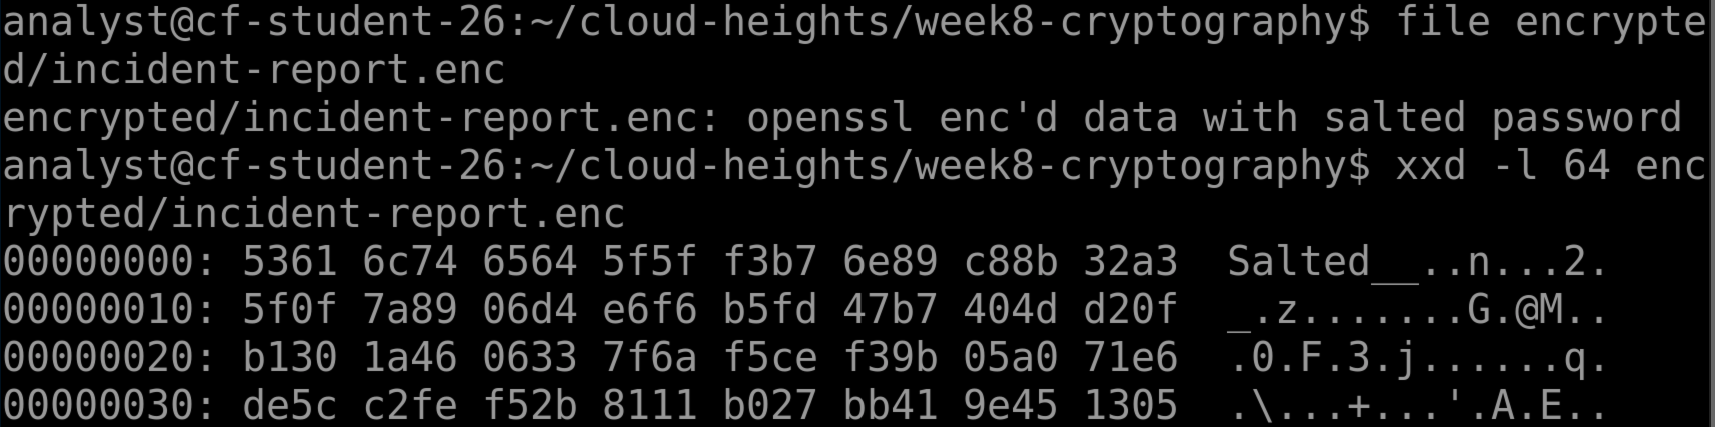 analyst@cf-student-26:~/cloud-heights/week8-cryptography$ file encrypte
d/incident-report.enc
encrypted/incident-report.enc: openssl enc'd data with salted password
analyst@cf-student-26:~/cloud-heights/week8-cryptography$ xxd -l 64 enc
rypted/incident-report.enc
00000000: 5361 6c74 6564 5f5f f3b7 6e89 c88b 32a3  Salted__..n...2.
00000010: 5f0f 7a89 06d4 e6f6 b5fd 47b7 404d d20f  _.z.......G.@M..
00000020: b130 1a46 0633 7f6a f5ce f39b 05a0 71e6  .0.F.3.j......q.
00000030: de5c c2fe f52b 8111 b027 bb41 9e45 1305  .\...+...'.A.E..